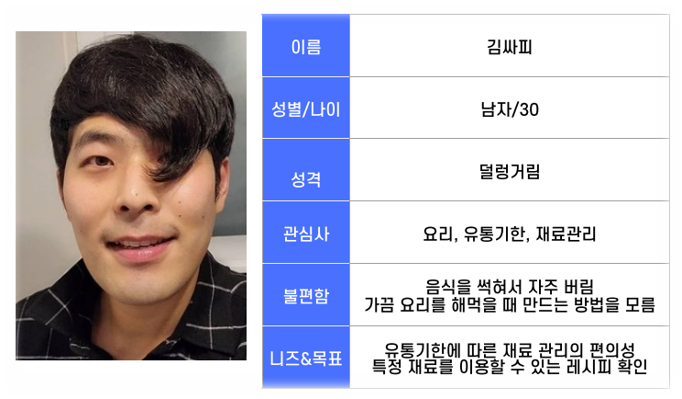 이름 김싸피
성별/나이 남자/30
성격 덜렁거림
관심사 요리, 유통기한, 재료관리
불편함 음식을 썩혀서 자주 버림
가끔 요리를 해먹을 때 만드는 방법을 모름
니즈&목표 유통기한에 따른 재료 관리의 편의성
특정 재료를 이용할 수 있는 레시피 확인